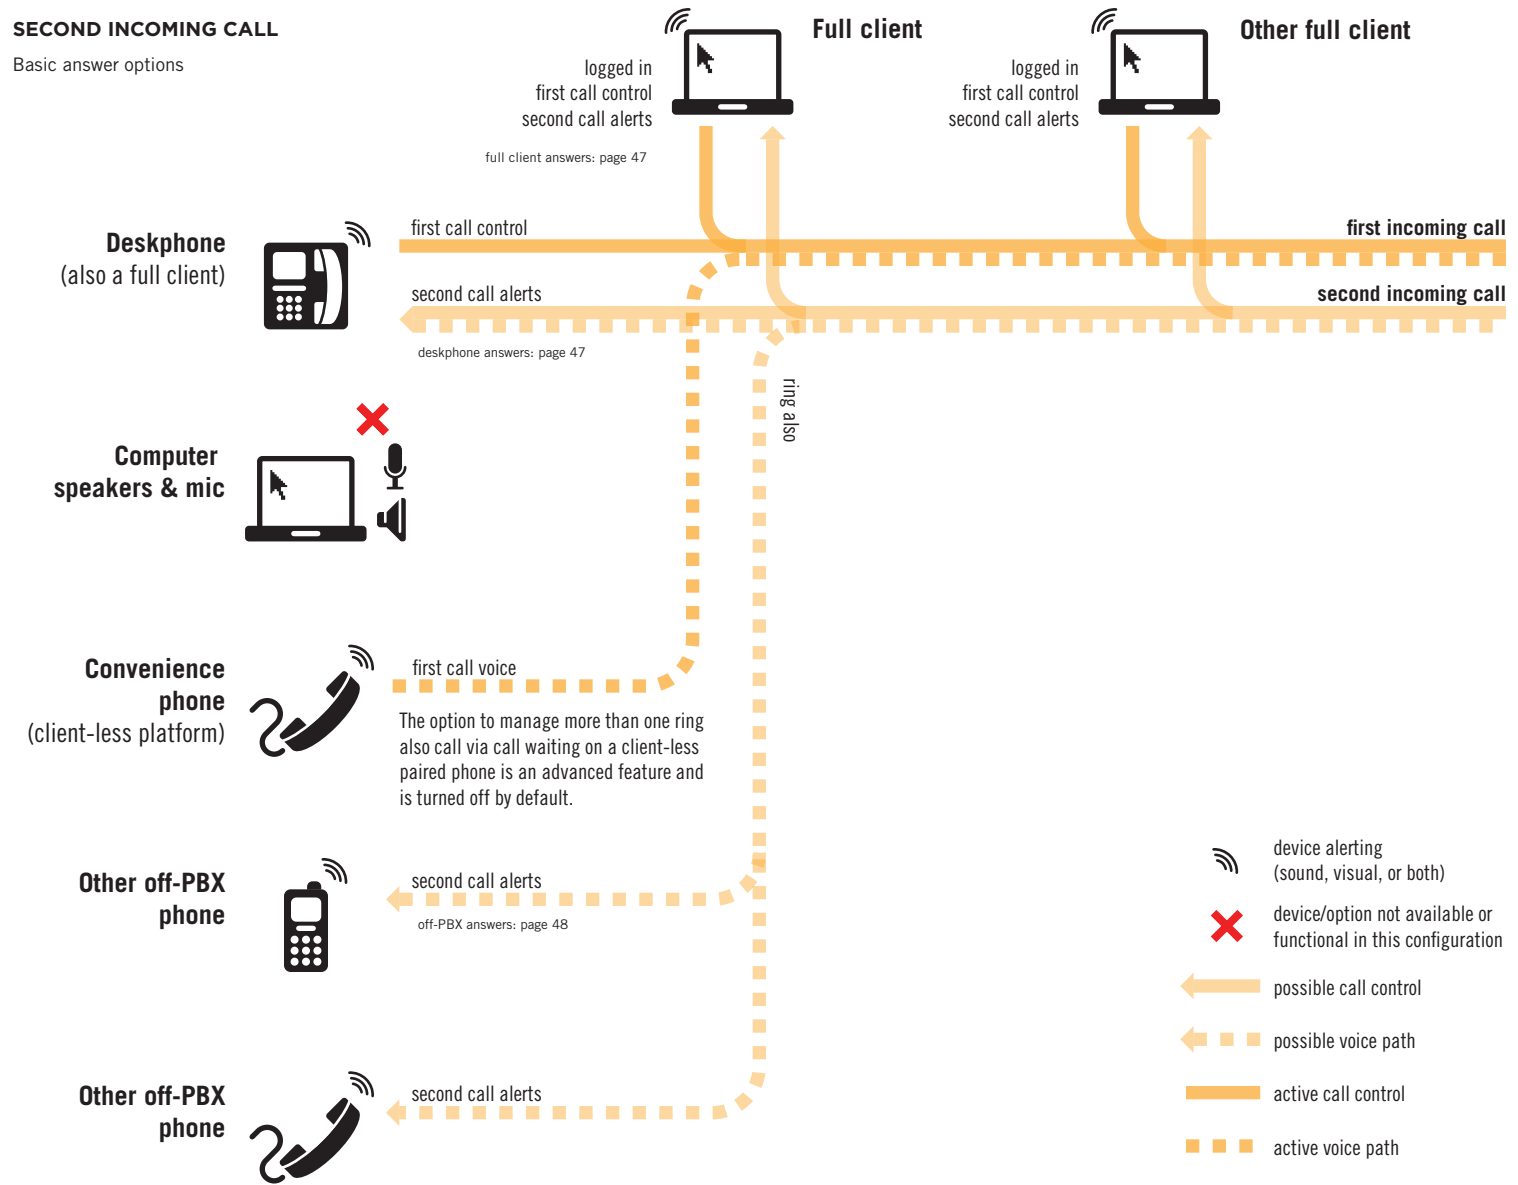 SECOND INCOMING CALL
Basic answer options
Full client
logged in
first call control
second call alerts
full client answers: page 47
Other full client
logged in
first call control
second call alerts
Deskphone
(also a full client)
first call control
first incoming call
second call alerts
second incoming call
deskphone answers: page 47
ring also
Computer
speakers & mic
Convenience
phone
(client-less platform)
first call voice
The option to manage more than one ring
also call via call waiting on a client-less
paired phone is an advanced feature and
is turned off by default.
Other off-PBX
phone
second call alerts
off-PBX answers: page 48
Other off-PBX
phone
second call alerts
device alerting
(sound, visual, or both)
device/option not available or
functional in this configuration
possible call control
possible voice path
active call control
active voice path